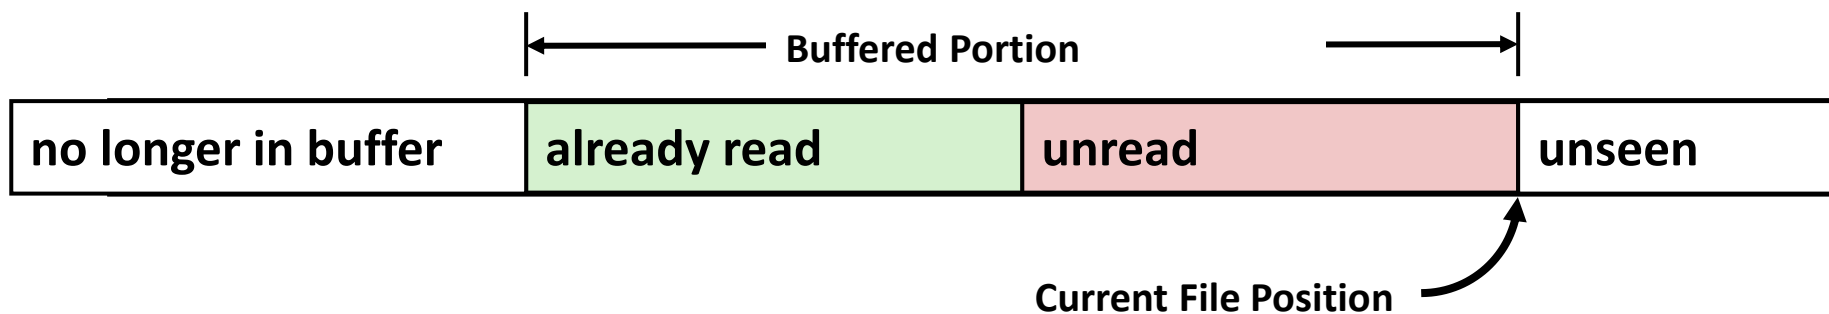 Buffered Portion
no longer in buffer
already read
unread
unseen
Current File Position